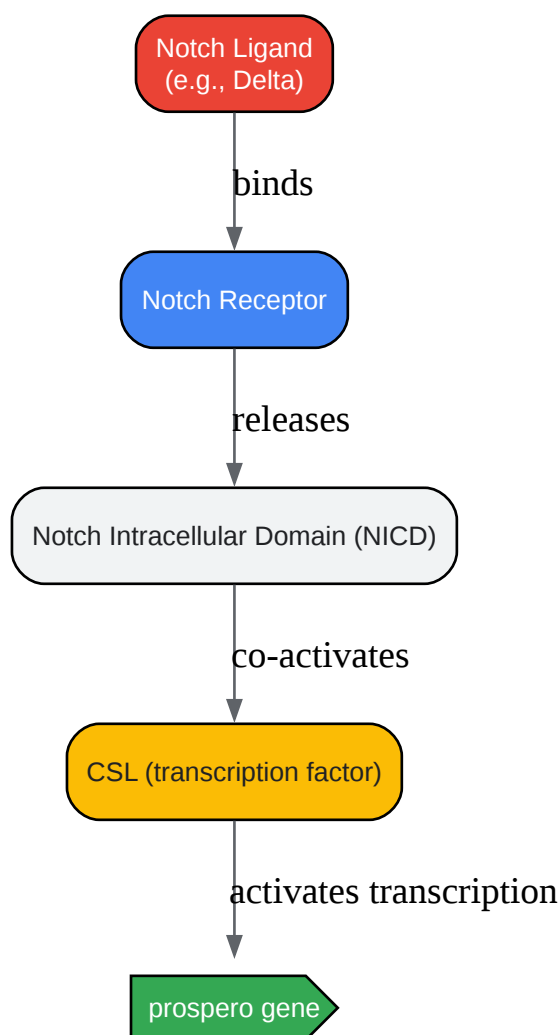 Notch Ligand
(e.g., Delta)
binds
Notch Receptor
releases
Notch Intracellular Domain (NICD)
co-activates
CSL (transcription factor)
activates transcription
prospero gene